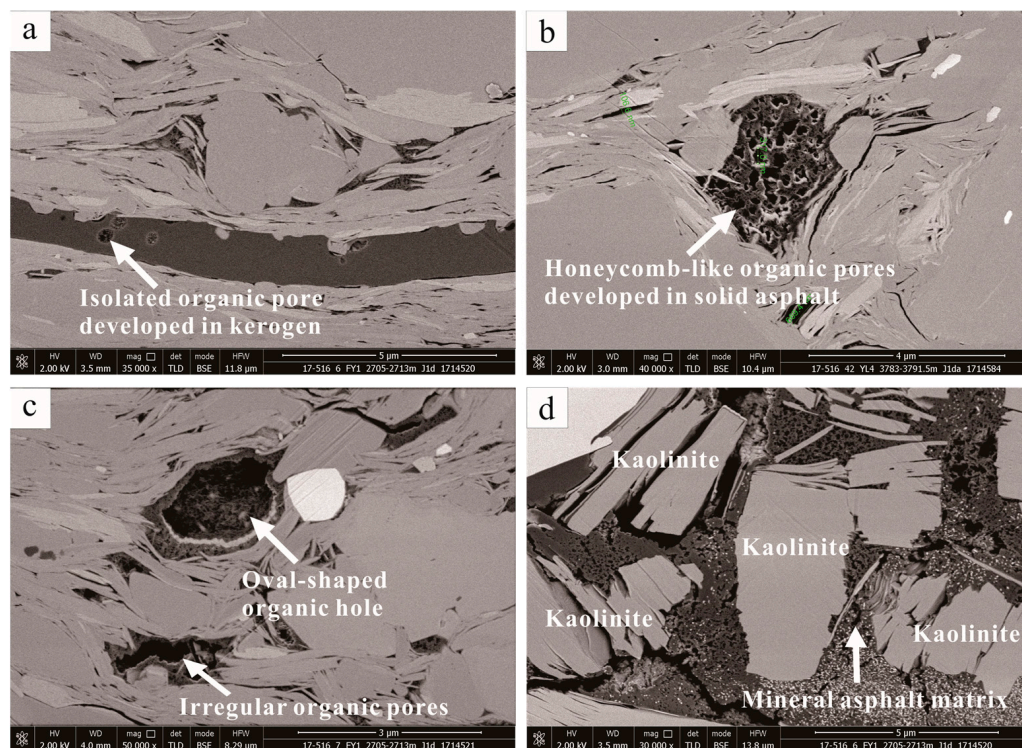 a
Isolated organic pore
developed in kerogen
HV WD mag □ det mode HFW 5 µm
2.00 kV 3.5 mm 35 000 x TLD BSE 11.8 µm 17-516 6 FY1 2705-2713m J1d 1714520
b
Honeycomb-like organic pores
developed in solid asphalt
HV WD mag □ det mode HFW 4 µm
2.00 kV 3.0 mm 40 000 x TLD BSE 10.4 µm 17-516 42 YL4 3783-3791.5m J1da 1714584
c
Oval-shaped
organic hole
Irregular organic pores
HV WD mag □ det mode HFW 3 µm
2.00 kV 4.0 mm 50 000 x TLD BSE 8.29 µm 17-516 7 FY1 2705-2713m J1d 1714521
d
Kaolinite
Kaolinite
Kaolinite
Kaolinite
Mineral asphalt matrix
HV WD mag □ det mode HFW 5 µm
2.00 kV 3.5 mm 30 000 x TLD BSE 13.8 µm 17-516 6 FY1 2705-2713m J1d 1714520